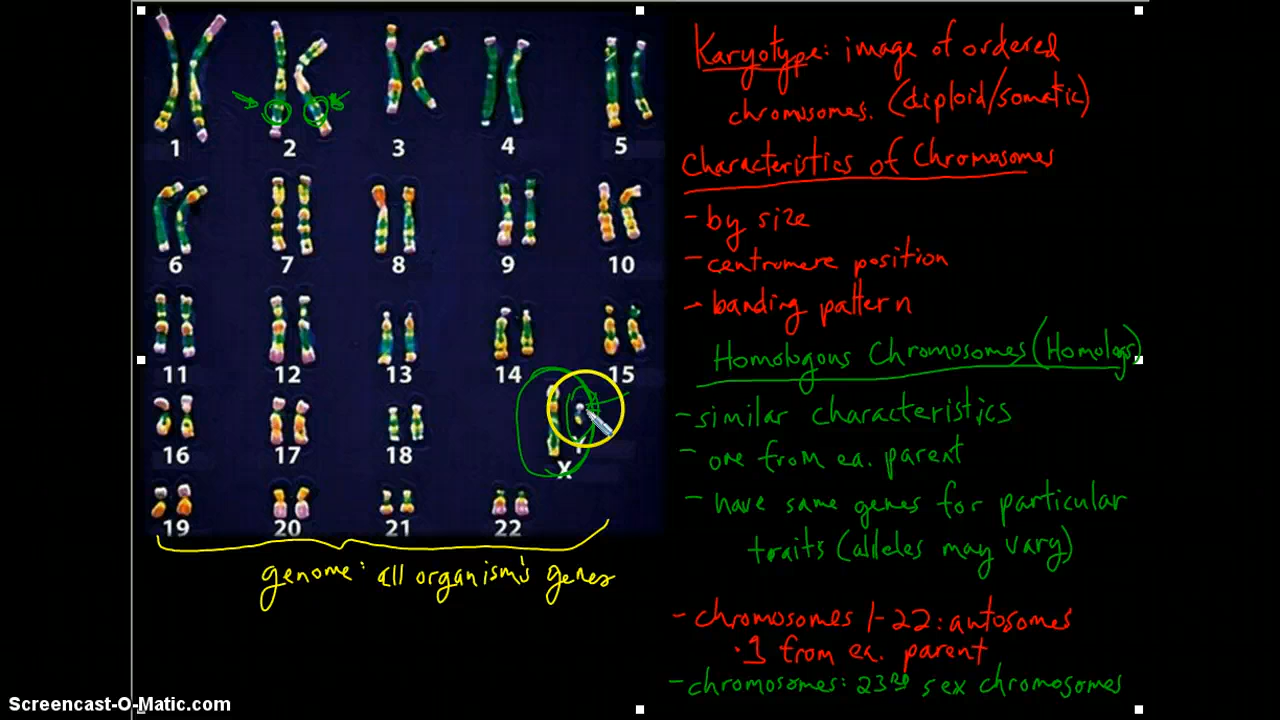 1 2 3 4 5
6 7 8 9 10
11 12 13 14 15
16 17 18 X Y
19 20 21 22
genome: all organism's genes
Karyotype: image of ordered
chromosomes. (diploid/somatic)
Characteristics of Chromosomes
- by size
- centromere position
- banding pattern
Homologous Chromosomes (Homologs)
- similar characteristics
- one from ea. parent
- have same genes for particular
traits (alleles may vary)
- chromosomes 1-22: autosomes
· 1 from ea. parent
- chromosomes: 23rd sex chromosomes
Screencast-O-Matic.com